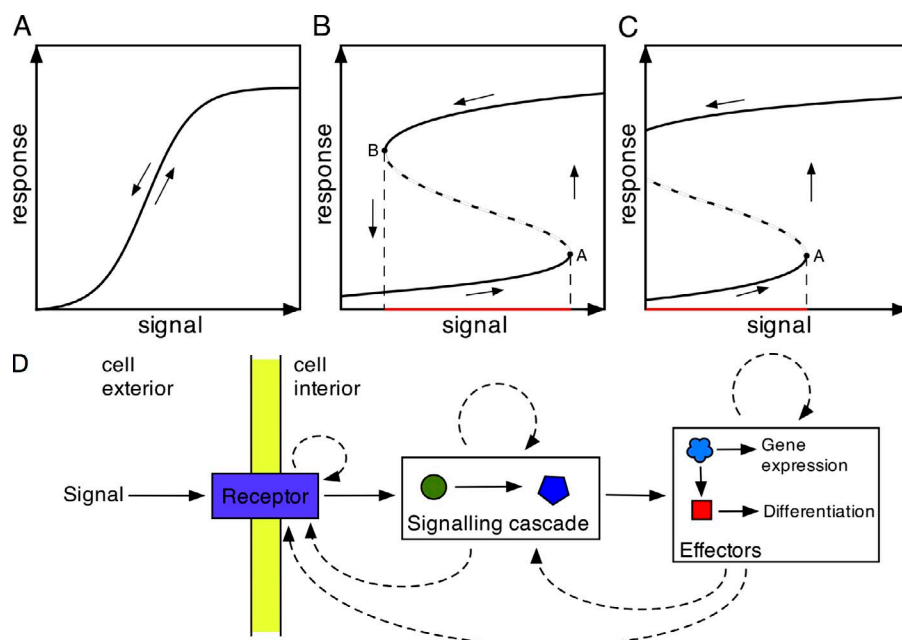 A
B
C
response
response
response
B
A
A
signal
signal
signal
D
cell
exterior
cell
interior
Signal
Receptor
Signalling cascade
Gene
expression
Differentiation
Effectors